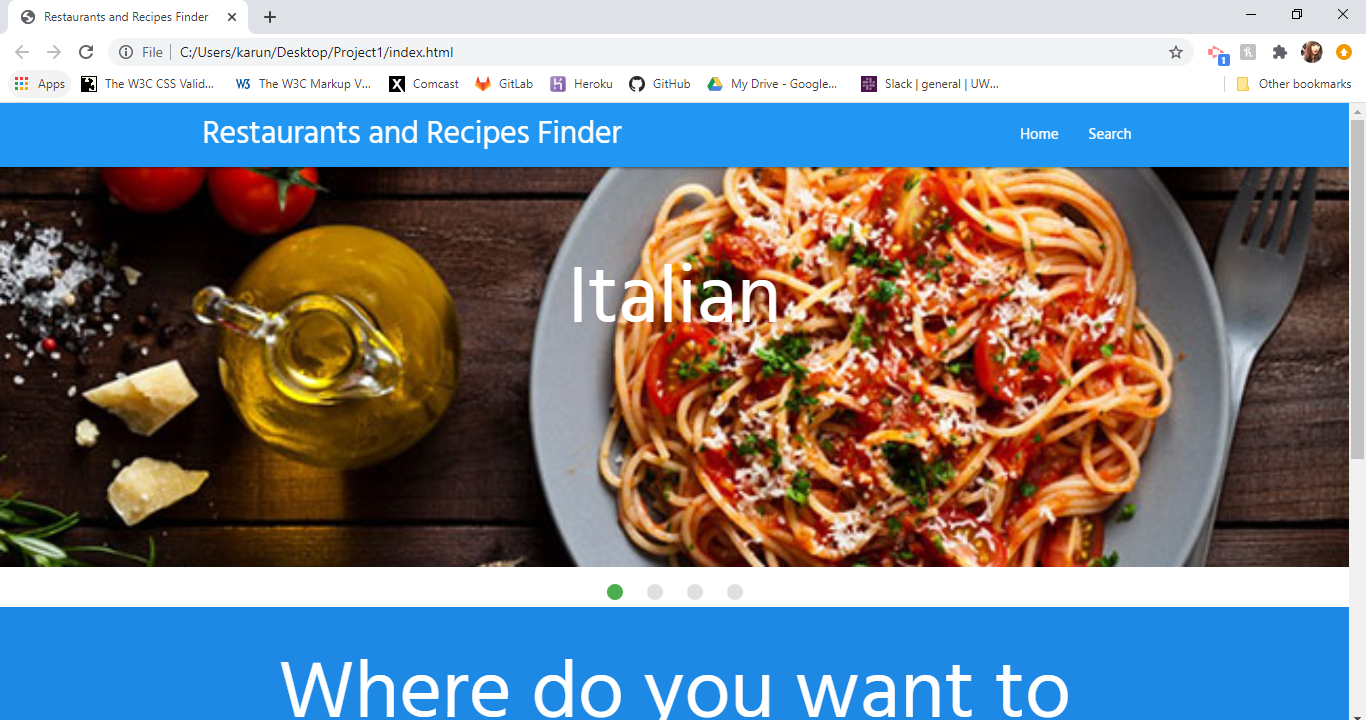 Restaurants and Recipes Finder
File C:/Users/karun/Desktop/Project1/index.html
1
Apps The W3C CSS Valid... The W3C Markup V... Comcast GitLab Heroku GitHub My Drive - Google... Slack | general | UW... Other bookmarks
Restaurants and Recipes Finder Home Search
Italian
Where do you want to